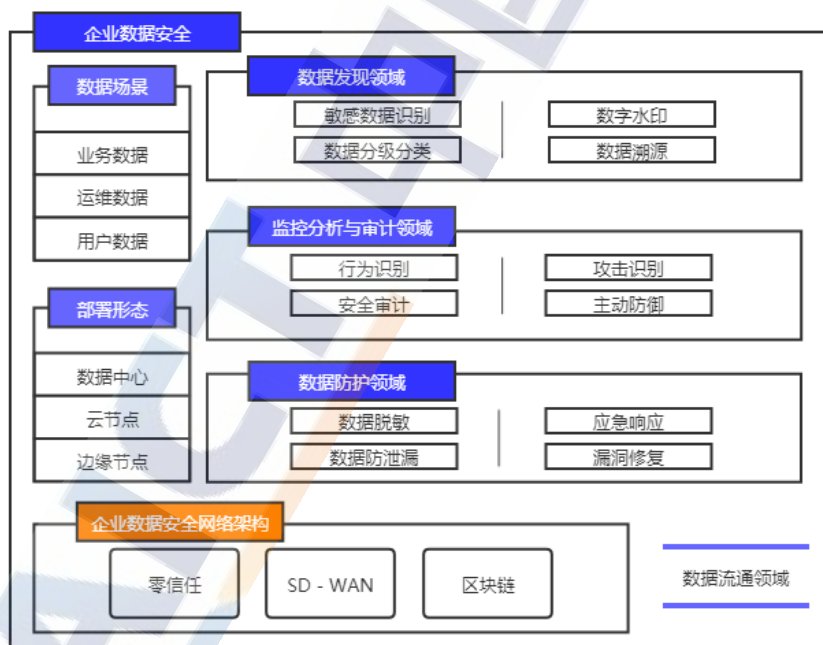 企业数据安全
数据场景
业务数据
运维数据
用户数据
部署形态
数据中心
云节点
边缘节点
数据发现领域
敏感数据识别
数字水印
数据分级分类
数据溯源
监控分析与审计领域
行为识别
攻击识别
安全审计
主动防御
数据防护领域
数据脱敏
应急响应
数据防泄漏
漏洞修复
企业数据安全网络架构
零信任
SD - WAN
区块链
数据流通领域